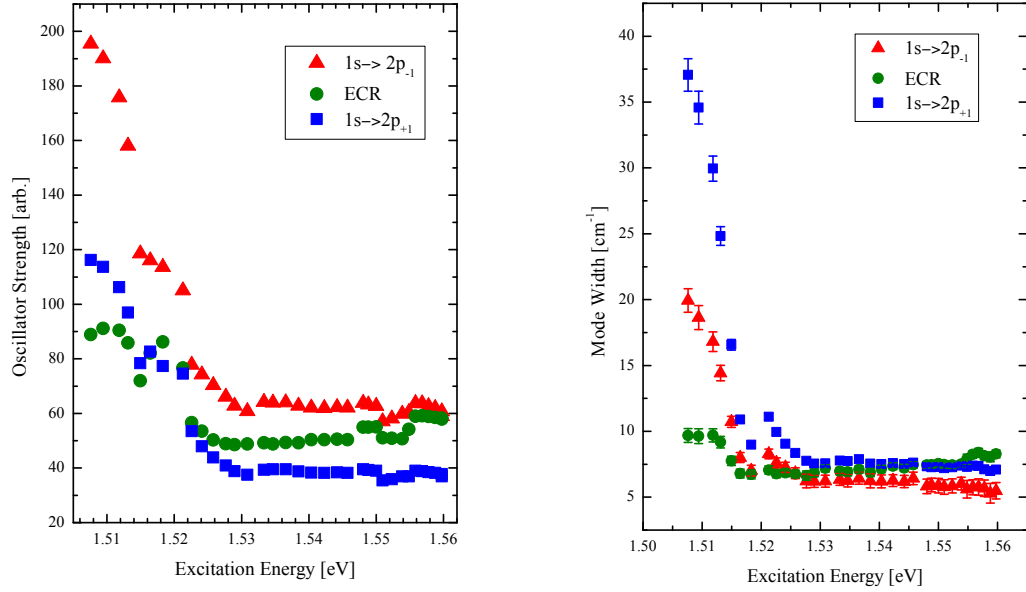 200
180
160
140
120
100
80
60
40
20
Oscillator Strength [arb.]
1s-> 2p-1
ECR
1s->2p+1
1.51 1.52 1.53 1.54 1.55 1.56
Excitation Energy [eV]
40
35
30
25
20
15
10
5
Mode Width [cm-1]
1s->2p-1
ECR
1s->2p+1
1.50 1.51 1.52 1.53 1.54 1.55 1.56
Excitation Energy [eV]